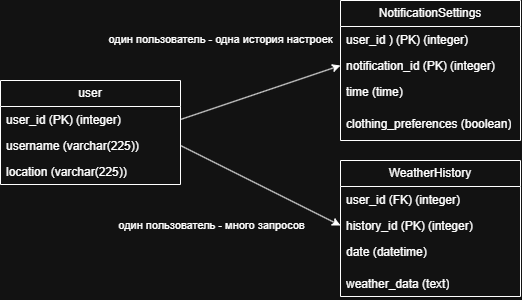 NotificationSettings
один пользователь - одна история настроек
user_id ) (PK) (integer)
notification_id (PK) (integer)
time (time)
clothing_preferences (boolean)
user
user_id (PK) (integer)
username (varchar(225))
location (varchar(225))
WeatherHistory
user_id (FK) (integer)
history_id (PK) (integer)
один пользователь - много запросов
date (datetime)
weather_data (text)